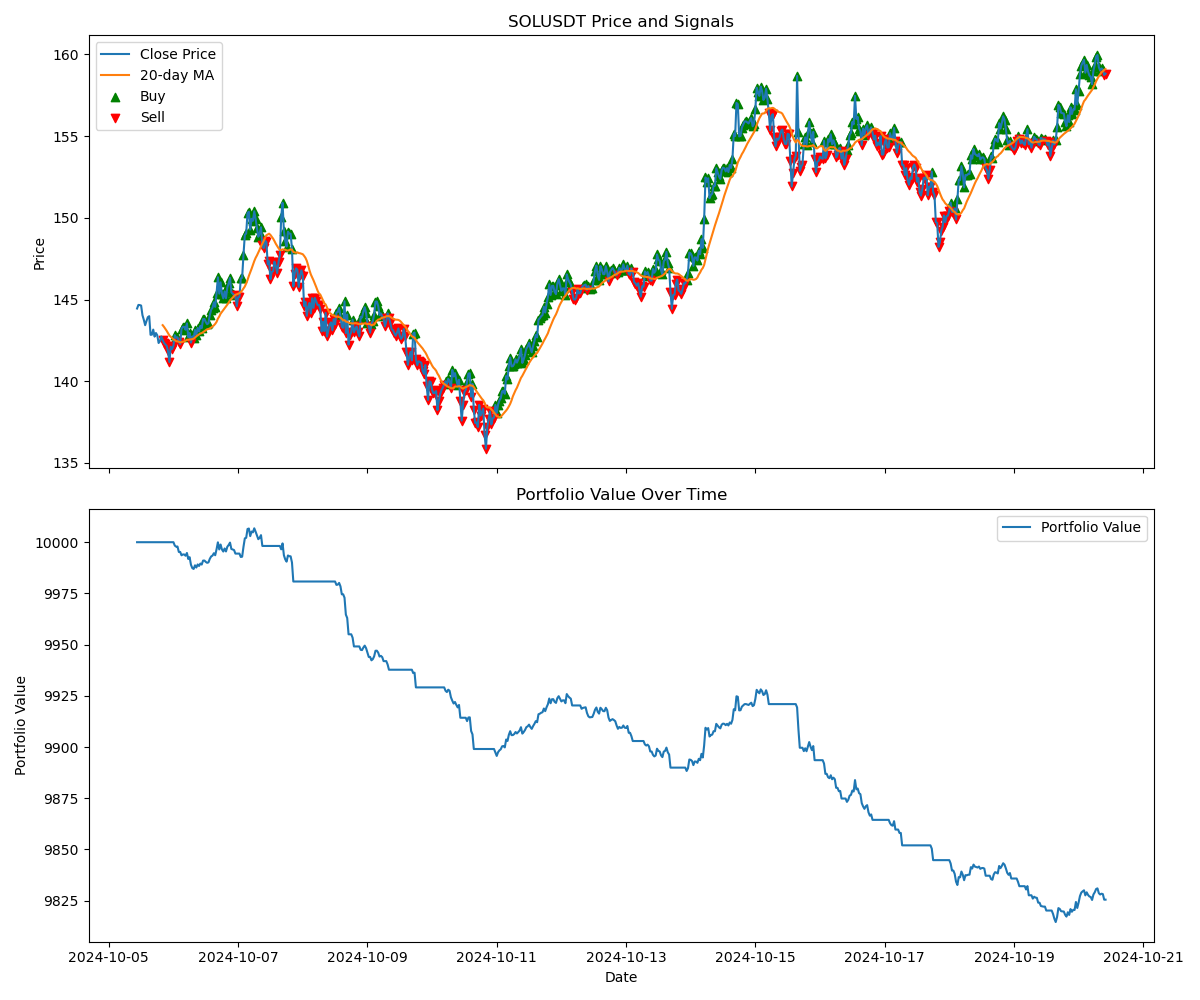 SOLUSDT Price and Signals
Close Price
20-day MA
Buy
Sell
160
155
150
145
140
135
Price
Portfolio Value Over Time
Portfolio Value
10000
9975
9950
9925
9900
9875
9850
9825
Portfolio Value
2024-10-05 2024-10-07 2024-10-09 2024-10-11 2024-10-13 2024-10-15 2024-10-17 2024-10-19 2024-10-21
Date